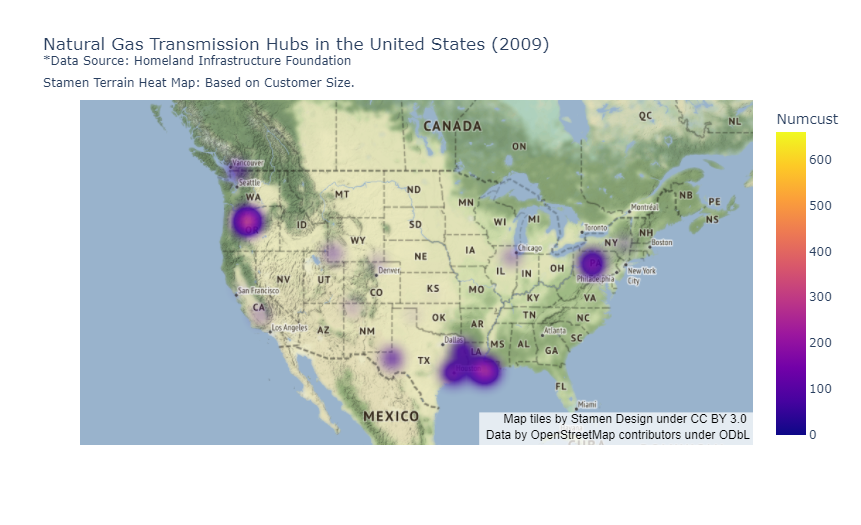 Natural Gas Transmission Hubs in the United States (2009)
*Data Source: Homeland Infrastructure Foundation
Stamen Terrain Heat Map: Based on Customer Size.
Numcust
600
500
400
300
200
100
0
CANADA
QC
NL
ON
Vancouver
Seattle
WA
MT
ND
MN
NB
PE
NS
Montréal
ID
SD
WI
MI
Toronto
NH
WY
NY
Boston
Chicago
NE
IA
PA
New York
City
Philadelphia
Denver
NV
UT
IL
IN
OH
San Francisco
CO
KS
MO
KY
VA
CA
OK
TN
NC
Los Angeles
AZ
NM
AR
Atlanta
SC
Dallas
MS
AL
GA
LA
TX
FL
Miami
MEXICO
Map tiles by Stamen Design under CC BY 3.0
Data by OpenStreetMap contributors under ODbL